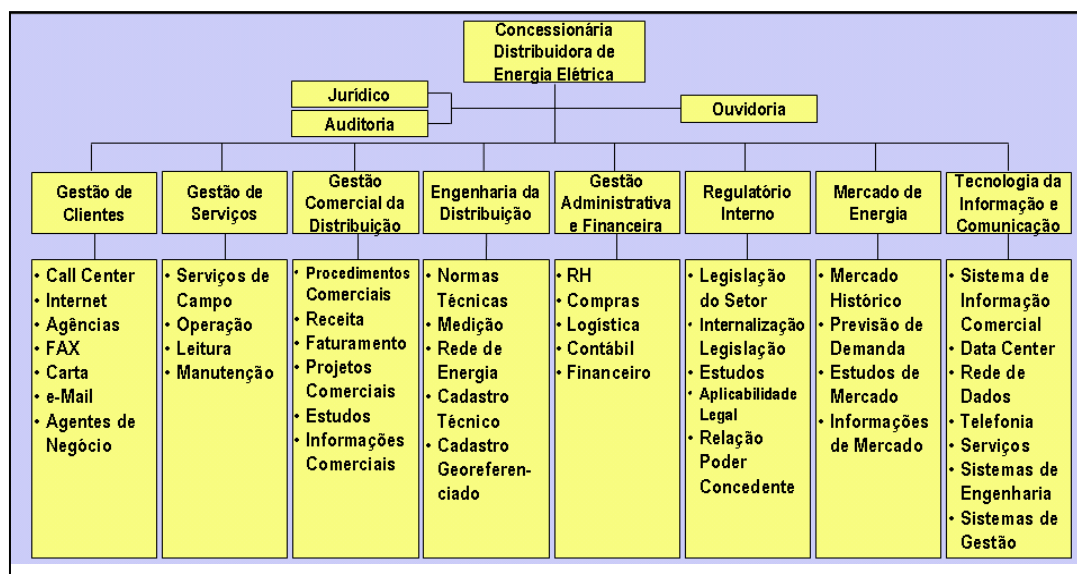 Concessionária
Distribuidora de
Energia Elétrica
Jurídico
Auditoria
Ouvidoria
Gestão de
Clientes
Gestão de
Serviços
Gestão
Comercial da
Distribuição
Engenharia da
Distribuição
Gestão
Administrativa
e Financeira
Regulatório
Interno
Mercado de
Energia
Tecnologia da
Informação e
Comunicação
• Call Center
• Internet
• Agências
• FAX
• Carta
• e-Mail
• Agentes de
Negócio
• Serviços de
Campo
• Operação
• Leitura
• Manutenção
• Procedimentos
Comerciais
• Receita
• Faturamento
• Projetos
Comerciais
• Estudos
• Informações
Comerciais
• Normas
Técnicas
• Medição
• Rede de
Energia
• Cadastro
Técnico
• Cadastro
Georeferen-
ciado
• RH
• Compras
• Logística
• Contábil
• Financeiro
• Legislação
do Setor
• Internalização
Legislação
• Estudos
• Aplicabilidade
Legal
• Relação
Poder
Concedente
• Mercado
Histórico
• Previsão de
Demanda
• Estudos de
Mercado
• Informações
de Mercado
• Sistema de
Informação
Comercial
• Data Center
• Rede de
Dados
• Telefonia
• Serviços
• Sistemas de
Engenharia
• Sistemas de
Gestão